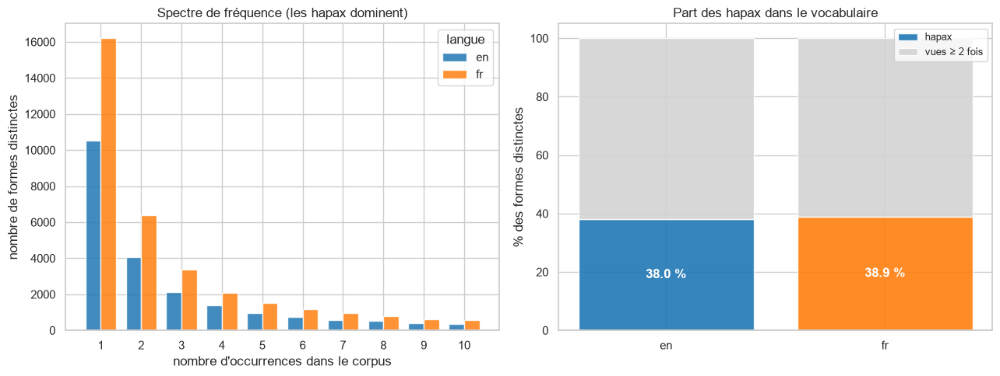 Spectre de fréquence (les hapax dominent)
nombre de formes distinctes
16000
14000
12000
10000
8000
6000
4000
2000
0
langue
en
fr
1 2 3 4 5 6 7 8 9 10
nombre d'occurrences dans le corpus
Part des hapax dans le vocabulaire
% des formes distinctes
100
80
60
40
20
0
hapax
vues ≥ 2 fois
38.0 %
38.9 %
en fr